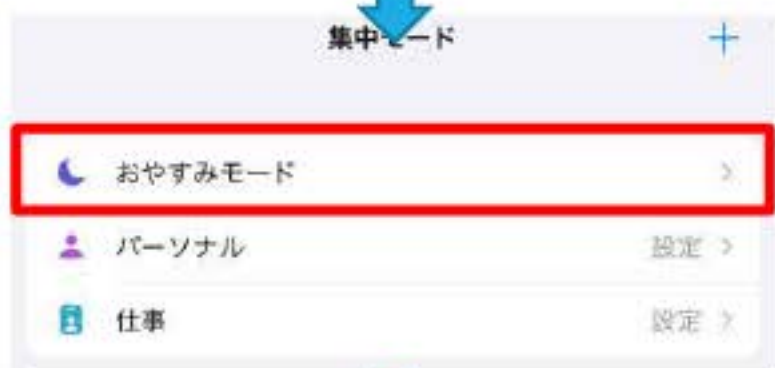 集中モード
おやすみモード
パーソナル 設定
仕事 設定